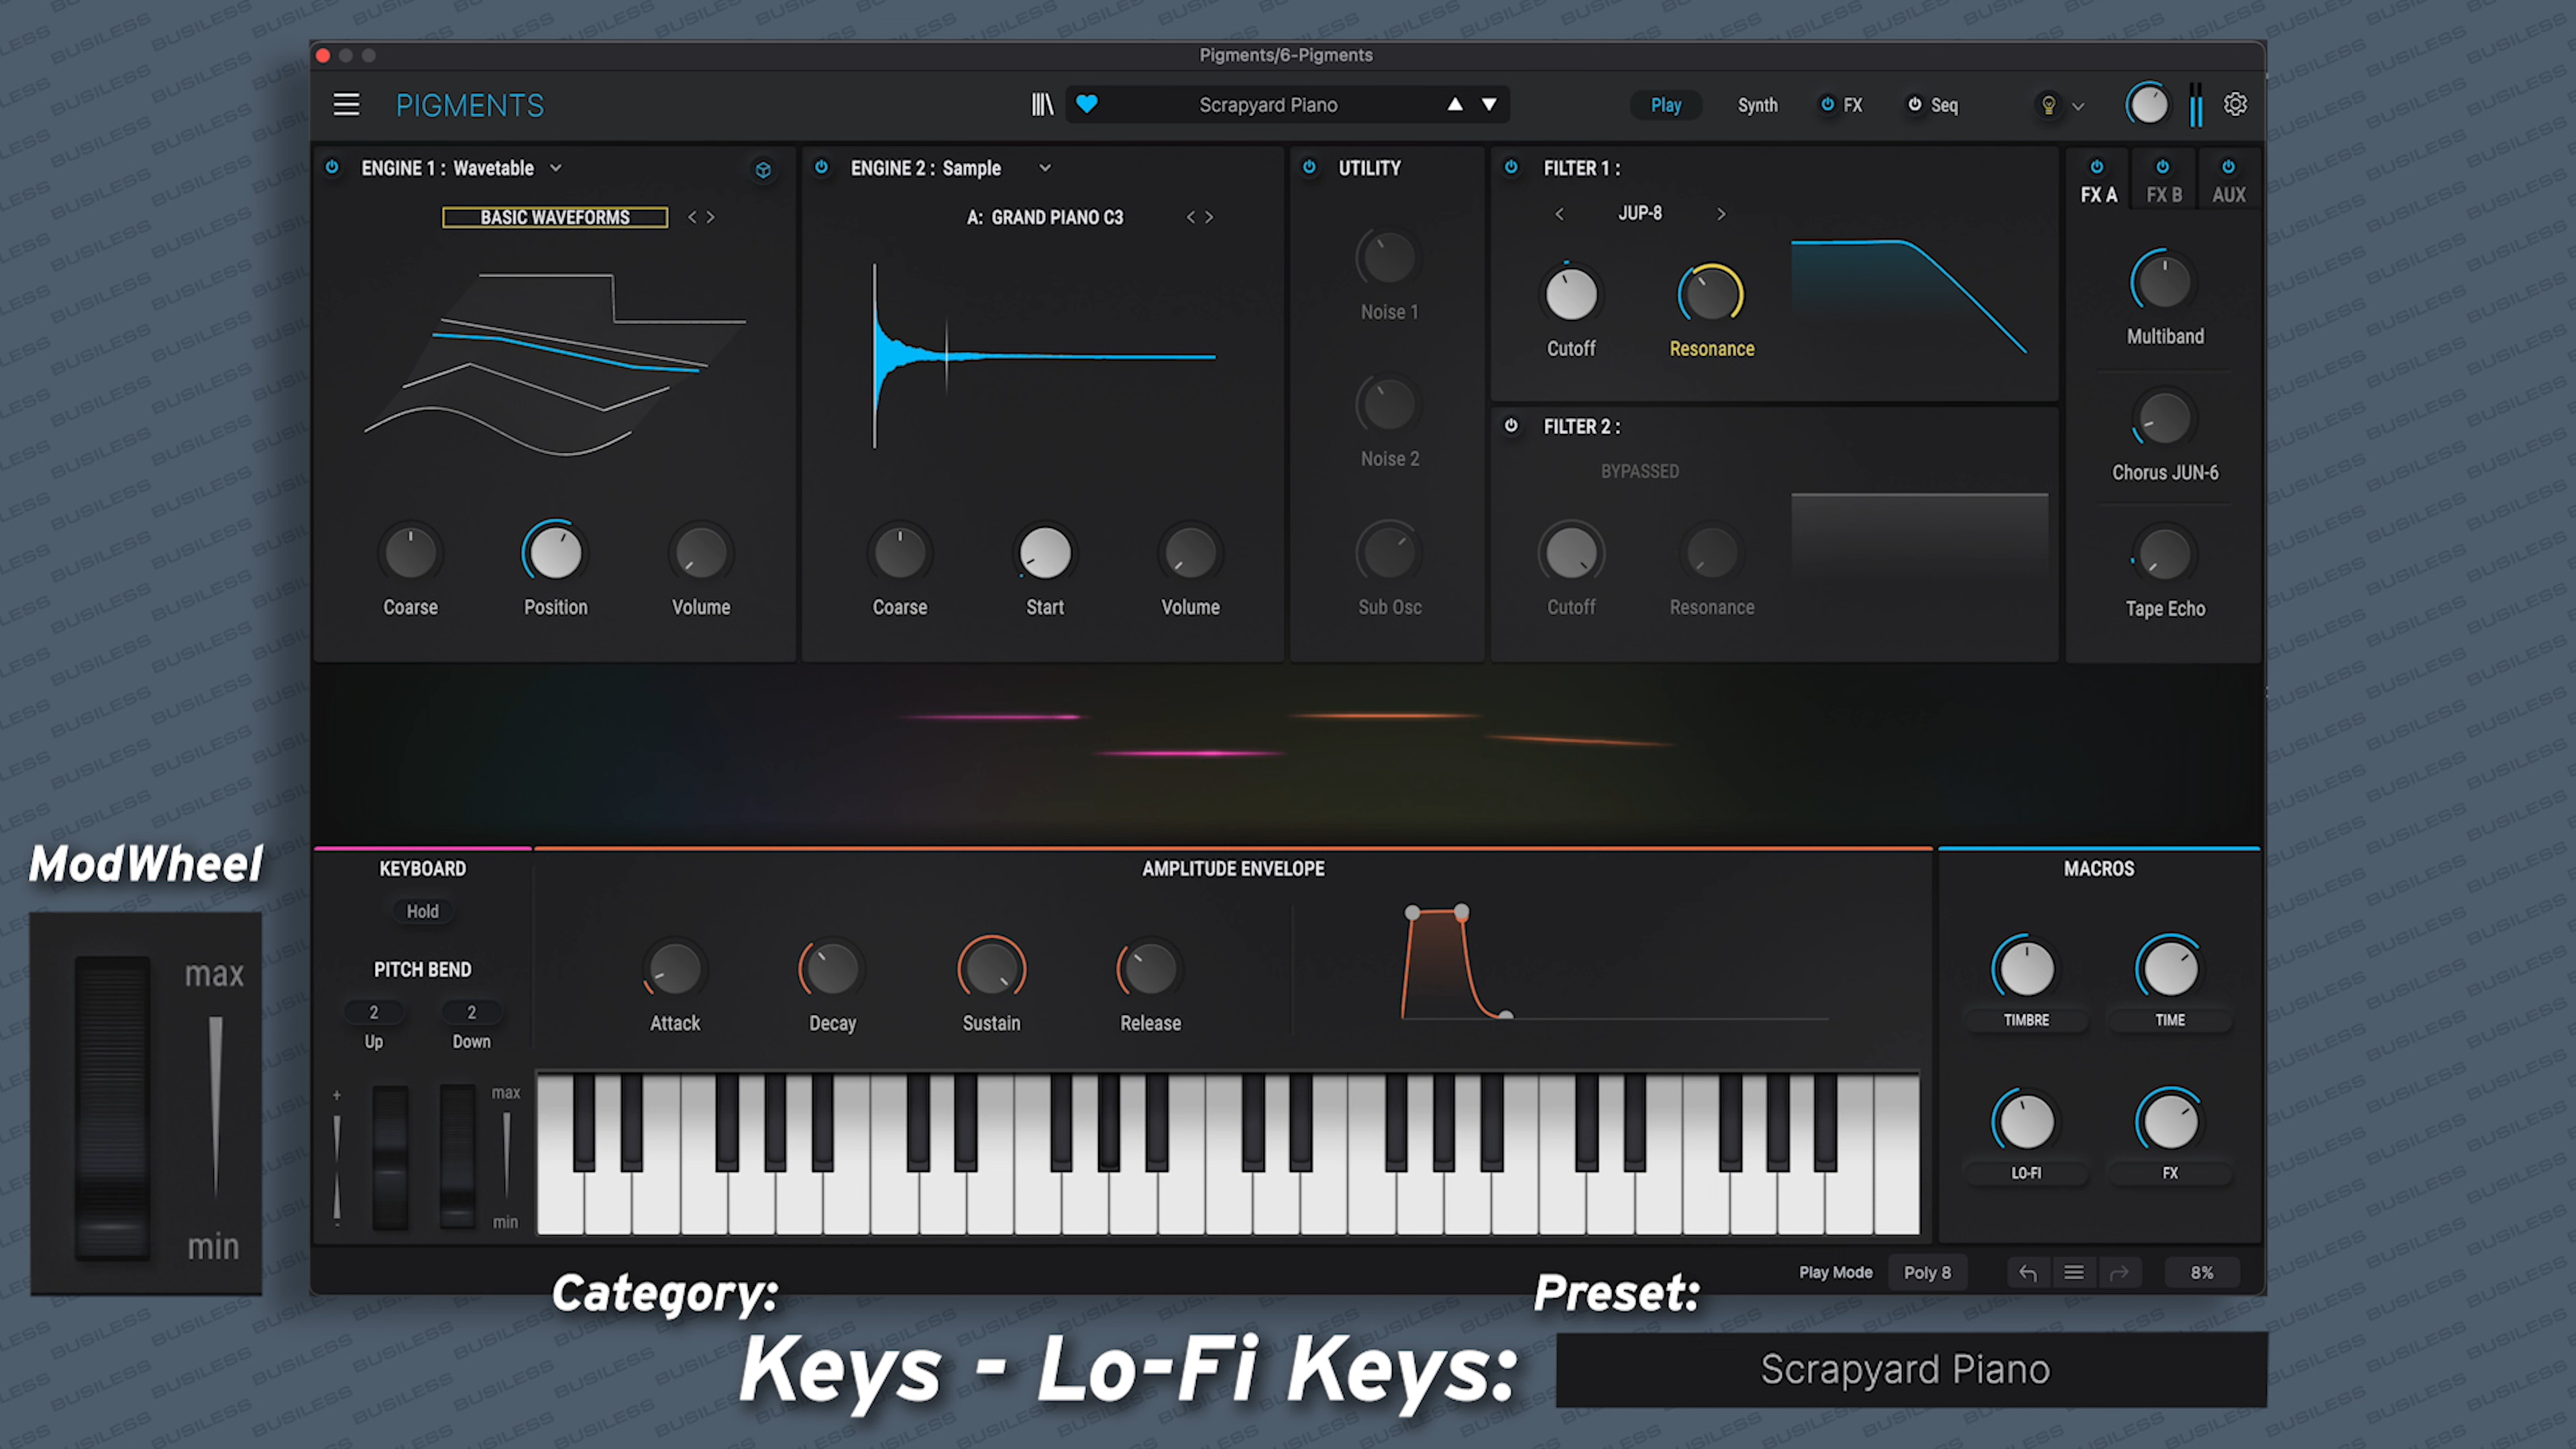 Pigments/6-Pigments
PIGMENTS
Scrapyard Piano
Play
Synth
FX
Seq
ENGINE 1 : Wavetable
BASIC WAVEFORMS
Coarse
Position
Volume
ENGINE 2 : Sample
A: GRAND PIANO C3
Coarse
Start
Volume
UTILITY
Noise 1
Noise 2
Sub Osc
FILTER 1 :
JUP-8
Cutoff
Resonance
FILTER 2 :
BYPASSED
Cutoff
Resonance
FX A
FX B
AUX
Multiband
Chorus JUN-6
Tape Echo
ModWheel
max
min
KEYBOARD
Hold
PITCH BEND
2
2
Up
Down
+
-
max
min
AMPLITUDE ENVELOPE
Attack
Decay
Sustain
Release
MACROS
TIMBRE
TIME
LO-FI
FX
Play Mode
Poly 8
8%
Category:
Keys - Lo-Fi Keys:
Preset:
Scrapyard Piano
BUSILESS